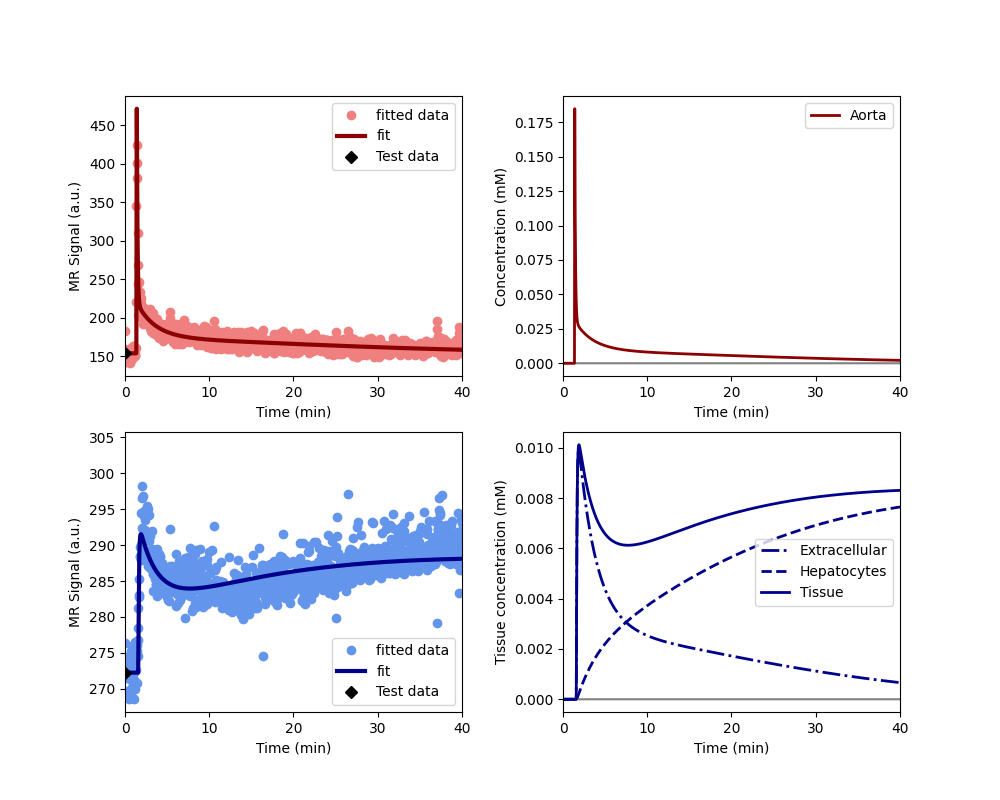 MR Signal (a.u.)
450
400
350
300
250
200
150
fitted data
fit
Test data
0 10 20 30 40
Time (min)
Concentration (mM)
0.175
0.150
0.125
0.100
0.075
0.050
0.025
0.000
Aorta
0 10 20 30 40
Time (min)
MR Signal (a.u.)
305
300
295
290
285
280
275
270
fitted data
fit
Test data
0 10 20 30 40
Time (min)
Tissue concentration (mM)
0.010
0.008
0.006
0.004
0.002
0.000
Extracellular
Hepatocytes
Tissue
0 10 20 30 40
Time (min)